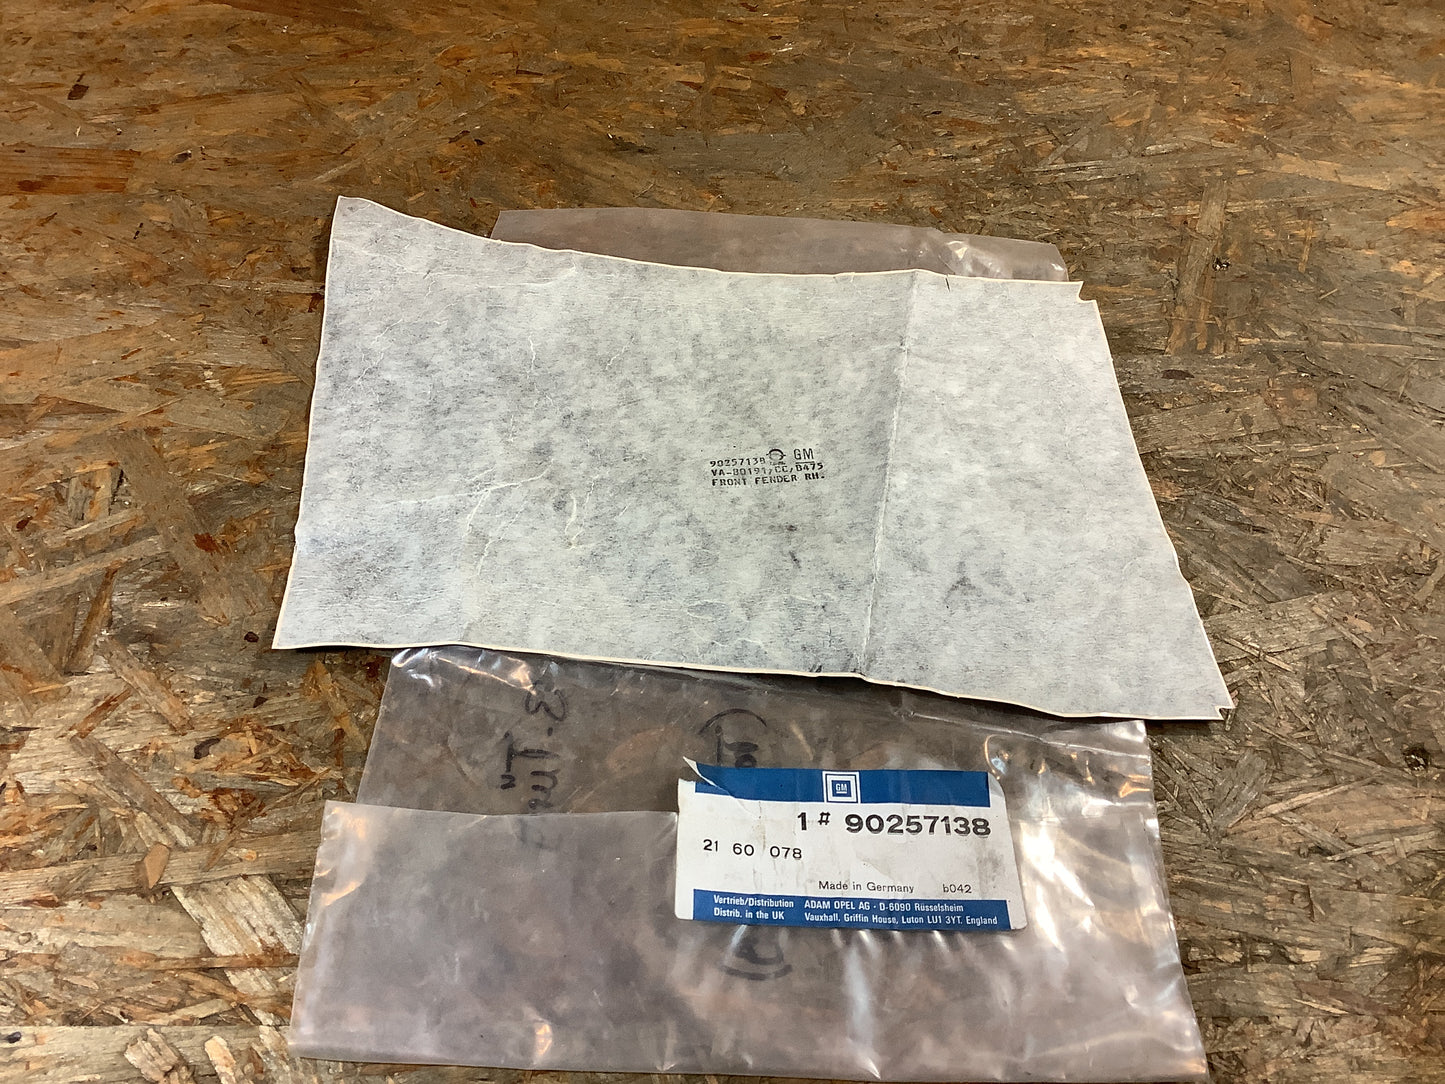 90257138 GM
VA-80191/CC/B475
FRONT FENDER RH.
GM
1 # 90257138
21 60 078
Made in Germany b042
Vertrieb/Distribution ADAM OPEL AG · D-6090 Rüsselsheim
Distrib. in the UK Vauxhall, Griffin House, Luton LU1 3YT. England